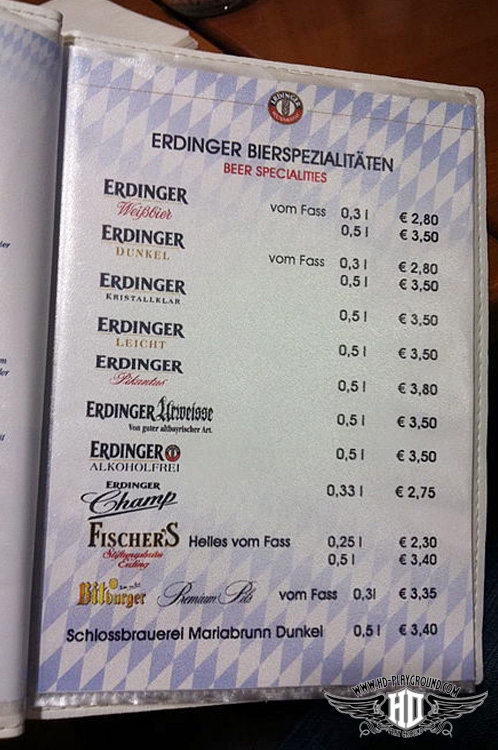 ERDINGER
ERDINGER BIERSPEZIALITÄTEN
BEER SPECIALITIES
ERDINGER
Weißbier vom Fass 0,3 l € 2,80
0,5 l € 3,50
ERDINGER
DUNKEL vom Fass 0,3 l € 2,80
0,5 l € 3,50
ERDINGER
KRISTALLKLAR 0,5 l € 3,50
ERDINGER
LEICHT 0,5 l € 3,50
ERDINGER
Pikantus 0,5 l € 3,80
ERDINGER Urweisse 0,5 l € 3,50
Von guter altbayrischer Art.
ERDINGER
ALKOHOLFREI 0,5 l € 3,50
ERDINGER
Champ 0,33 l € 2,75
FISCHER'S Helles vom Fass 0,25 l € 2,30
Stiftungsbräu
Erding 0,5 l € 3,40
Bitburger Premium Pils vom Fass 0,3l € 3,35
Schlossbrauerei Mariabrunn Dunkel 0,5 l € 3,40
WWW.HD-PLAYGROUND.COM
HD